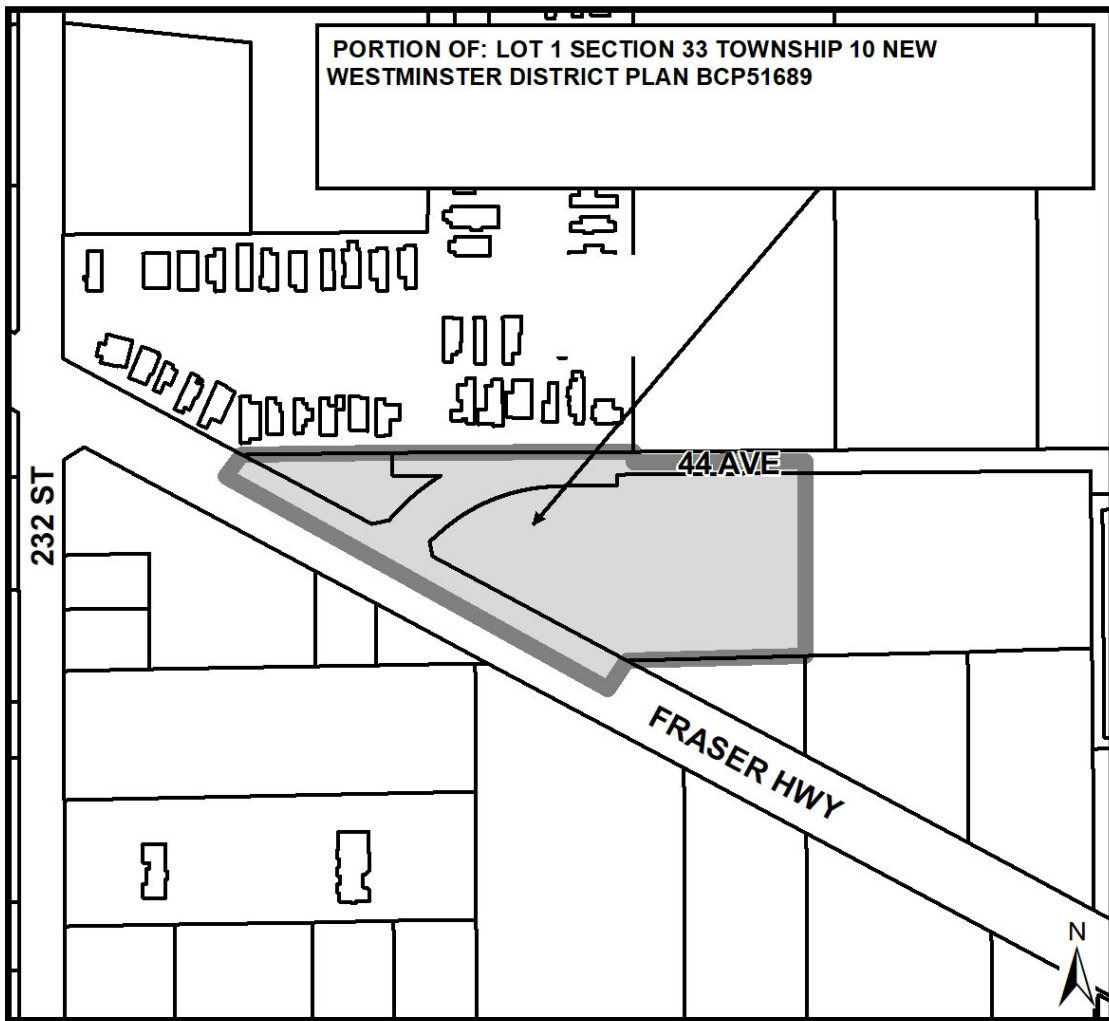 PORTION OF: LOT 1 SECTION 33 TOWNSHIP 10 NEW
WESTMINSTER DISTRICT PLAN BCP51689
44 AVE
232 ST
FRASER HWY
N